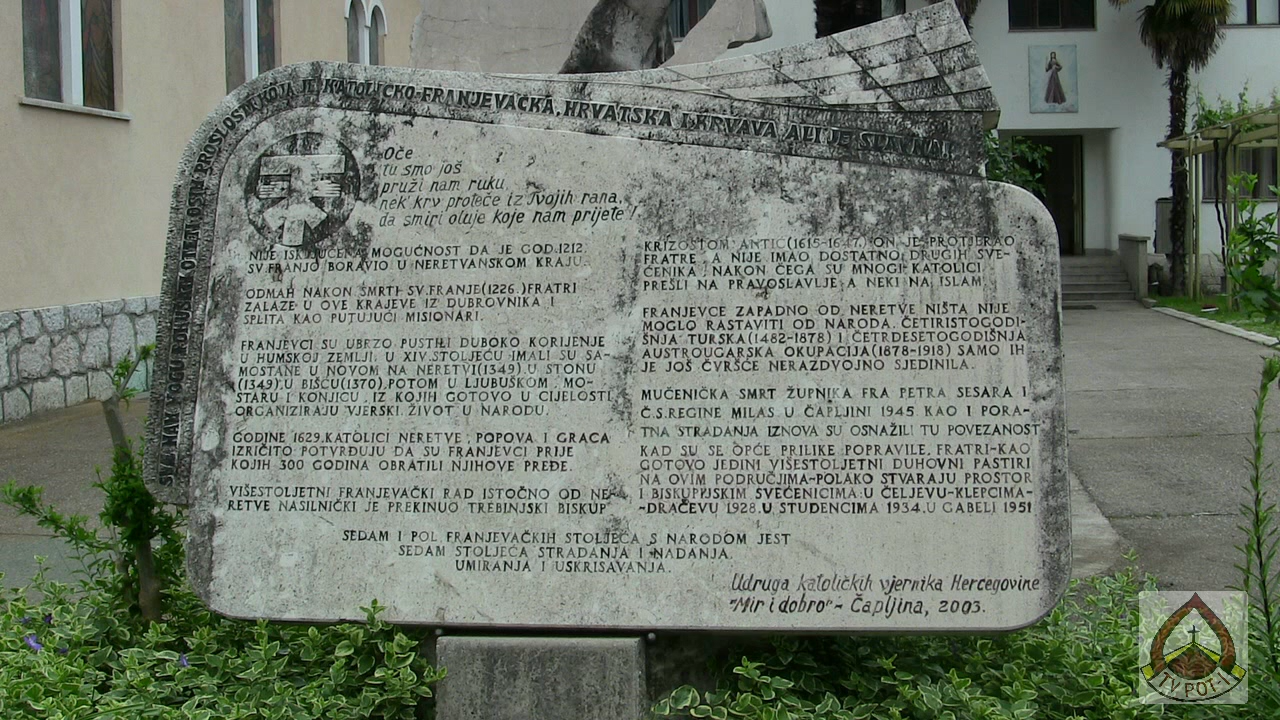 PROŠLOST KOJA JE KATOLIČKO-FRANJEVAČKA, HRVATSKA I KRVAVA ALI JE
Oče
tu smo još
pruži nam ruku
nek' krv proteče iz Tvojih rana,
da smiri oluje koje nam prijete!
NIJE ISKLJUČENA MOGUĆNOST DA JE GOD.1212.
SV.FRANJO BORAVIO U NERETVANSKOM KRAJU.
ODMAH NAKON SMRTI SV.FRANJE(1226.)FRATRI
ZALAZE U OVE KRAJEVE IZ DUBROVNIKA I
SPLITA KAO PUTUJUĆI MISIONARI.
FRANJEVCI SU UBRZO PUSTILI DUBOKO KORIJENJE
U HUMSKOJ ZEMLJI. U XIV.STOLJEĆU IMALI SU SA-
MOSTANE U NOVOM NA NERETVI(1349).U STONU
(1349).U BIŠĆU(1370).POTOM U LJUBUŠKOM, MO-
STARU I KONJICU, IZ KOJIH GOTOVO U CIJELOSTI
ORGANIZIRAJU VJERSKI ŽIVOT U NARODU.
GODINE 1629.KATOLICI NERETVE, POPOVA I GRACA
IZRIČITO POTVRĐUJU DA SU FRANJEVCI PRIJE
KOJIH 300 GODINA OBRATILI NJIHOVE PREĐE.
VIŠESTOLJETNI FRANJEVAČKI RAD ISTOČNO OD NE-
RETVE NASILNIČKI JE PREKINUO TREBINJSKI BISKUP
KRIZOSTOM ANTIĆ(1615-1647.) ON JE PROTJERAO
FRATRE, A NIJE IMAO DOSTATNO DRUGIH SVE-
ĆENIKA, NAKON ČEGA SU MNOGI KATOLICI
PREŠLI NA PRAVOSLAVLJE A NEKI NA ISLAM.
FRANJEVCE ZAPADNO OD NERETVE NIŠTA NIJE
MOGLO RASTAVITI OD NARODA. ČETIRISTOGODI-
ŠNJA TURSKA(1482-1878) I ČETRDESETOGODIŠNJA
AUSTROUGARSKA OKUPACIJA(1878-1918) SAMO IH
JE JOŠ ČVRŠĆE NERAZDVOJNO SJEDINILA.
MUČENIČKA SMRT ŽUPNIKA FRA PETRA SESARA I
Č.S.REGINE MILAS U ČAPLJINI 1945 KAO I PORA-
TNA STRADANJA IZNOVA SU OSNAŽILI TU POVEZANOST
KAD SU SE OPĆE PRILIKE POPRAVILE, FRATRI-KAO
GOTOVO JEDINI VIŠESTOLJETNI DUHOVNI PASTIRI
NA OVIM PODRUČJIMA-POLAKO STVARAJU PROSTOR
I BISKUPIJSKIM SVEĆENICIMA:U ČELJEVU-KLEPCIMA-
-DRAČEVU 1928.U STUDENCIMA 1934.U GABELI 1951
SEDAM I POL FRANJEVAČKIH STOLJEĆA S NARODOM JEST
SEDAM STOLJEĆA STRADANJA I NADANJA.
UMIRANJA I USKRISAVANJA.
Udruga katoličkih vjernika Hercegovine
"Mir i dobro"- Čapljina, 2003.
TV POT-I